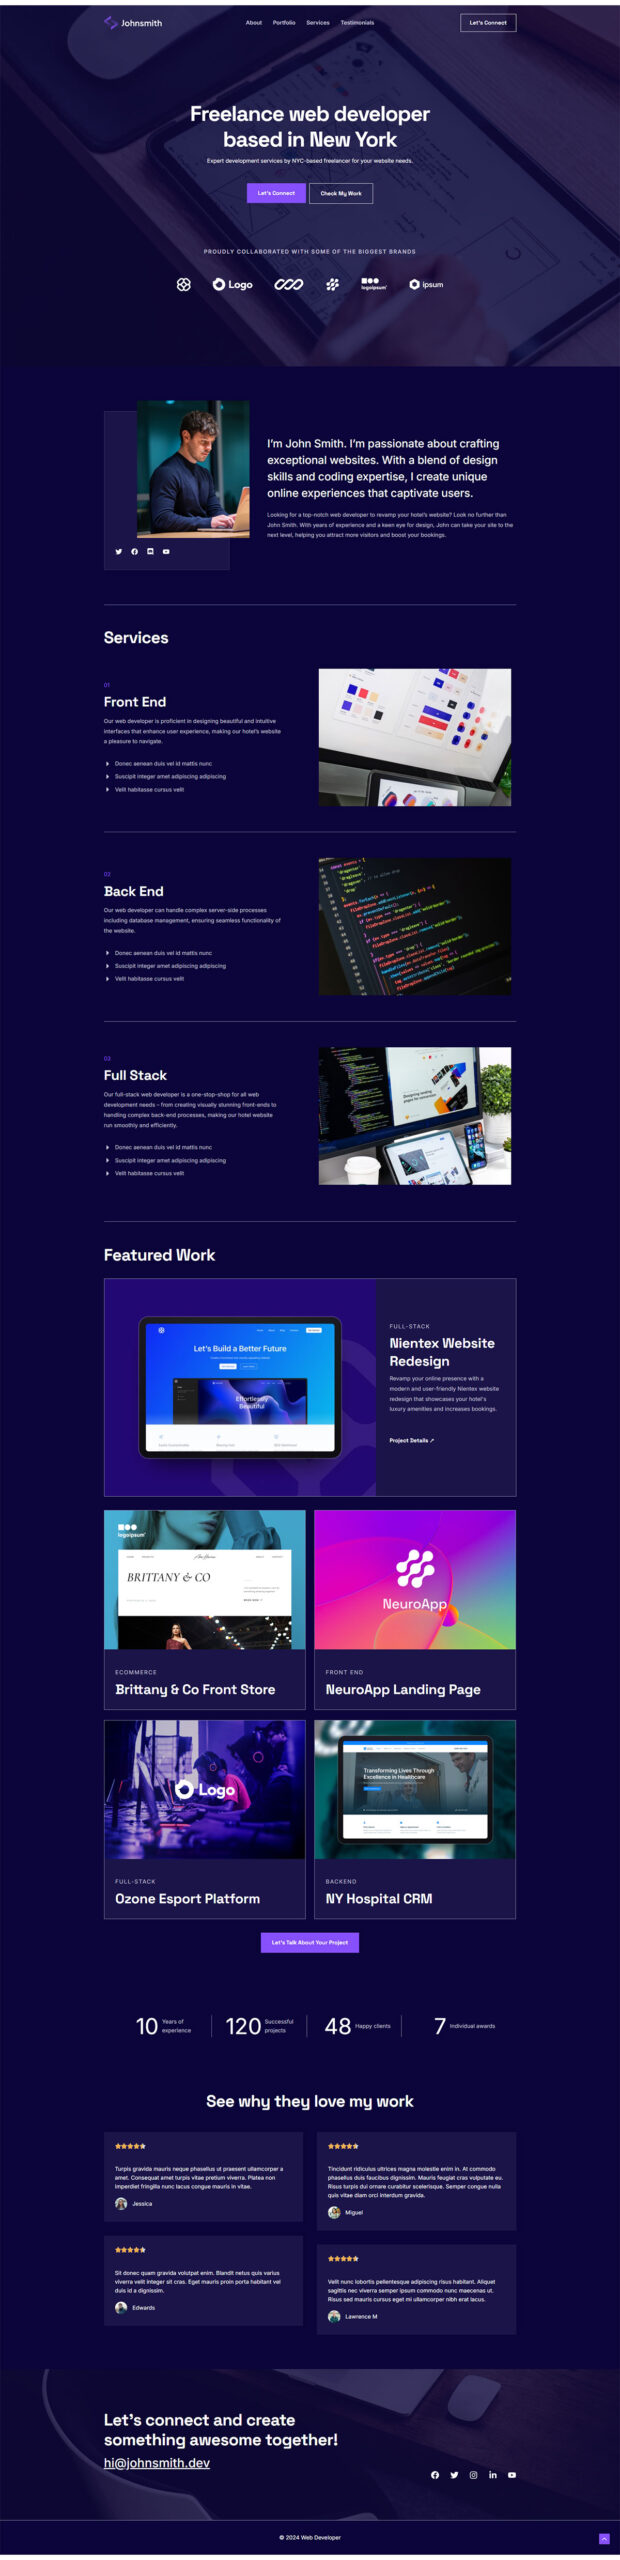 Johnsmith
About Portfolio Services Testimonials
Let's Connect
Freelance web developer
based in New York
Expert development services by NYC-based freelancer for your website needs.
Let's Connect
Check My Work
PROUDLY COLLABORATED WITH SOME OF THE BIGGEST BRANDS
Logo
logoipsum
ipsum
I'm John Smith. I'm passionate about crafting
exceptional websites. With a blend of design
skills and coding expertise, I create unique
online experiences that captivate users.
Looking for a top-notch web developer to revamp your hotel's website? Look no further than
John Smith. With years of experience and a keen eye for design, John can take your site to the
next level, helping you attract more visitors and boost your bookings.
Services
01
Front End
Our web developer is proficient in designing beautiful and intuitive
interfaces that enhance user experience, making our hotel's website
a pleasure to navigate.
Donec aenean duis vel id mattis nunc
Suscipit integer amet adipiscing adipiscing
Velit habitasse cursus velit
02
Back End
Our web developer can handle complex server-side processes
including database management, ensuring seamless functionality of
the website.
Donec aenean duis vel id mattis nunc
Suscipit integer amet adipiscing adipiscing
Velit habitasse cursus velit
03
Full Stack
Our full-stack web developer is a one-stop-shop for all web
development needs - from creating visually stunning front-ends to
handling complex back-end processes, making our hotel website
run smoothly and efficiently.
Donec aenean duis vel id mattis nunc
Suscipit integer amet adipiscing adipiscing
Velit habitasse cursus velit
Featured Work
Let's Build a Better Future
Effortlessly
Beautiful
FULL-STACK
Nientex Website
Redesign
Revamp your online presence with a
modern and user-friendly Nientex website
redesign that showcases your hotel's
luxury amenities and increases bookings.
Project Details ↗
logoipsum
BRITTANY & CO
ECOMMERCE
Brittany & Co Front Store
NeuroApp
FRONT END
NeuroApp Landing Page
Logo
FULL-STACK
Ozone Esport Platform
Transforming Lives Through
Excellence in Healthcare
BACKEND
NY Hospital CRM
Let's Talk About Your Project
10 Years of
experience
120 Successful
projects
48 Happy clients
7 Individual awards
See why they love my work
Turpis gravida mauris neque phasellus ut praesent ullamcorper a
amet. Consequat amet turpis vitae pretium viverra. Platea non
imperdiet fringilla nunc lacus congue mauris in vitae.
Jessica
Tincidunt ridiculus ultrices magna molestie enim in. At commodo
phasellus duis faucibus dignissim. Mauris feugiat cras vulputate eu.
Risus turpis dui ornare curabitur scelerisque. Semper congue nulla
quis vitae diam orci interdum gravida.
Miguel
Sit donec quam gravida volutpat enim. Blandit netus quis varius
viverra velit integer sit cras. Eget mauris proin porta habitant vel
duis id a dignissim.
Edwards
Velit nunc lobortis pellentesque adipiscing risus habitant. Aliquet
sagittis nec viverra semper ipsum commodo nunc maecenas ut.
Risus sed mauris cursus eget mi ullamcorper nibh erat lacus.
Lawrence M
Let's connect and create
something awesome together!
hi@johnsmith.dev
© 2024 Web Developer